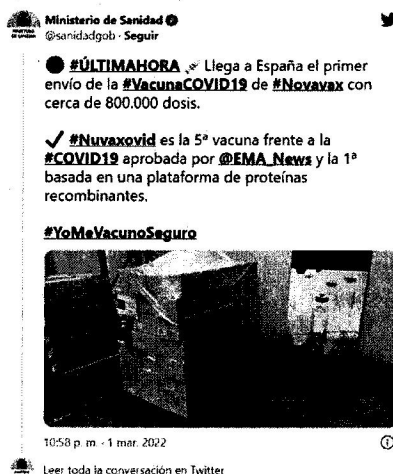 Ministerio de Sanidad
@sanidadgob · Seguir
#ÚLTIMAHORA Llega a España el primer
envío de la #VacunaCOVID19 de #Novavax con
cerca de 800.000 dosis.
#Nuvaxovid es la 5ª vacuna frente a la
#COVID19 aprobada por @EMA_News y la 1ª
basada en una plataforma de proteínas
recombinantes.
#YoMeVacunoSeguro
10:58 p. m. · 1 mar. 2022
Leer toda la conversación en Twitter